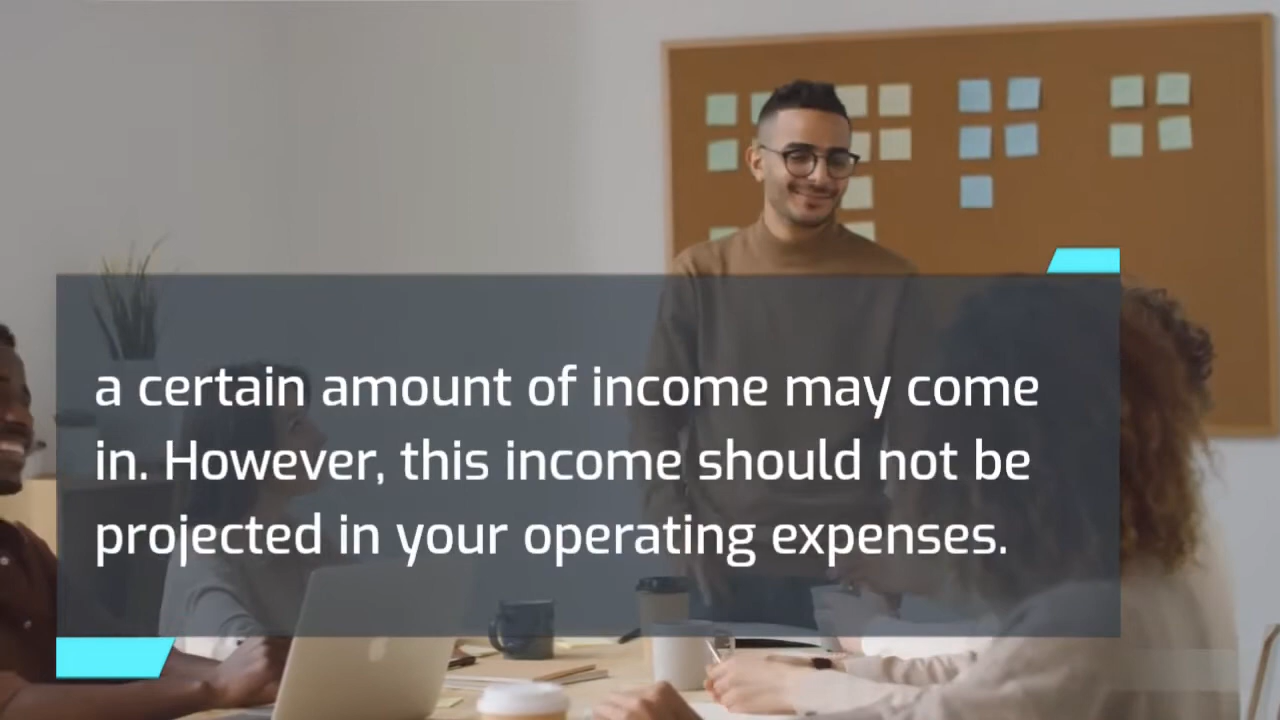 a certain amount of income may come
in. However, this income should not be
projected in your operating expenses.